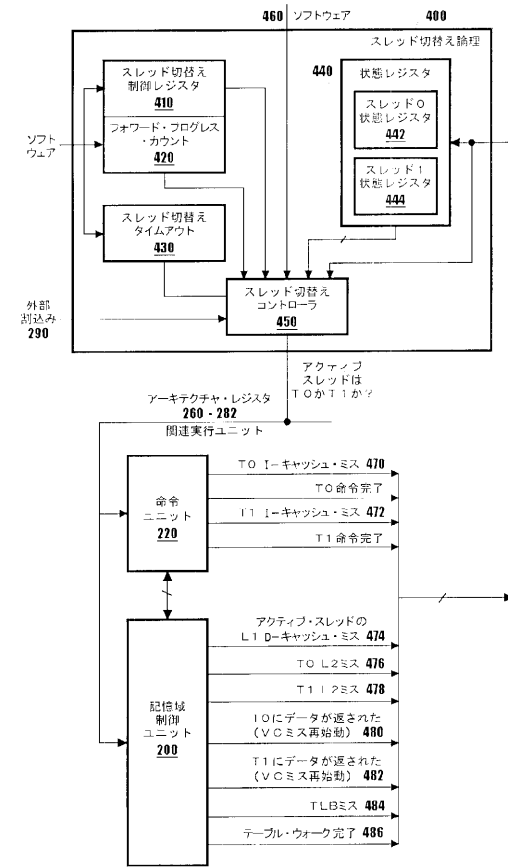 460 ソフトウェア
400
スレッド切替え論理
スレッド切替え
制御レジスタ
410
フォワード・プログレス
・カウント
420
440
状態レジスタ
スレッド0
状態レジスタ
442
スレッド1
状態レジスタ
444
ソフト
ウェア
スレッド切替え
タイムアウト
430
スレッド切替え
コントローラ
450
外部
割込み
290
アクティブ
スレッドは
T0かT1か?
アーキテクチャ・レジスタ
260 - 282
関連実行ユニット
命令
ユニット
220
T0 I-キャッシュ・ミス 470
T0命令完了
T1 I-キャッシュ・ミス 472
T1命令完了
記憶域
制御
ユニット
200
アクティブ・スレッドの
L1 D-キャッシュ・ミス 474
T0 L2ミス 476
T1 L2ミス 478
T0にデータが返された
(VCミス再始動) 480
T1にデータが返された
(VCミス再始動) 482
TLBミス 484
テーブル・ウォーク完了 486